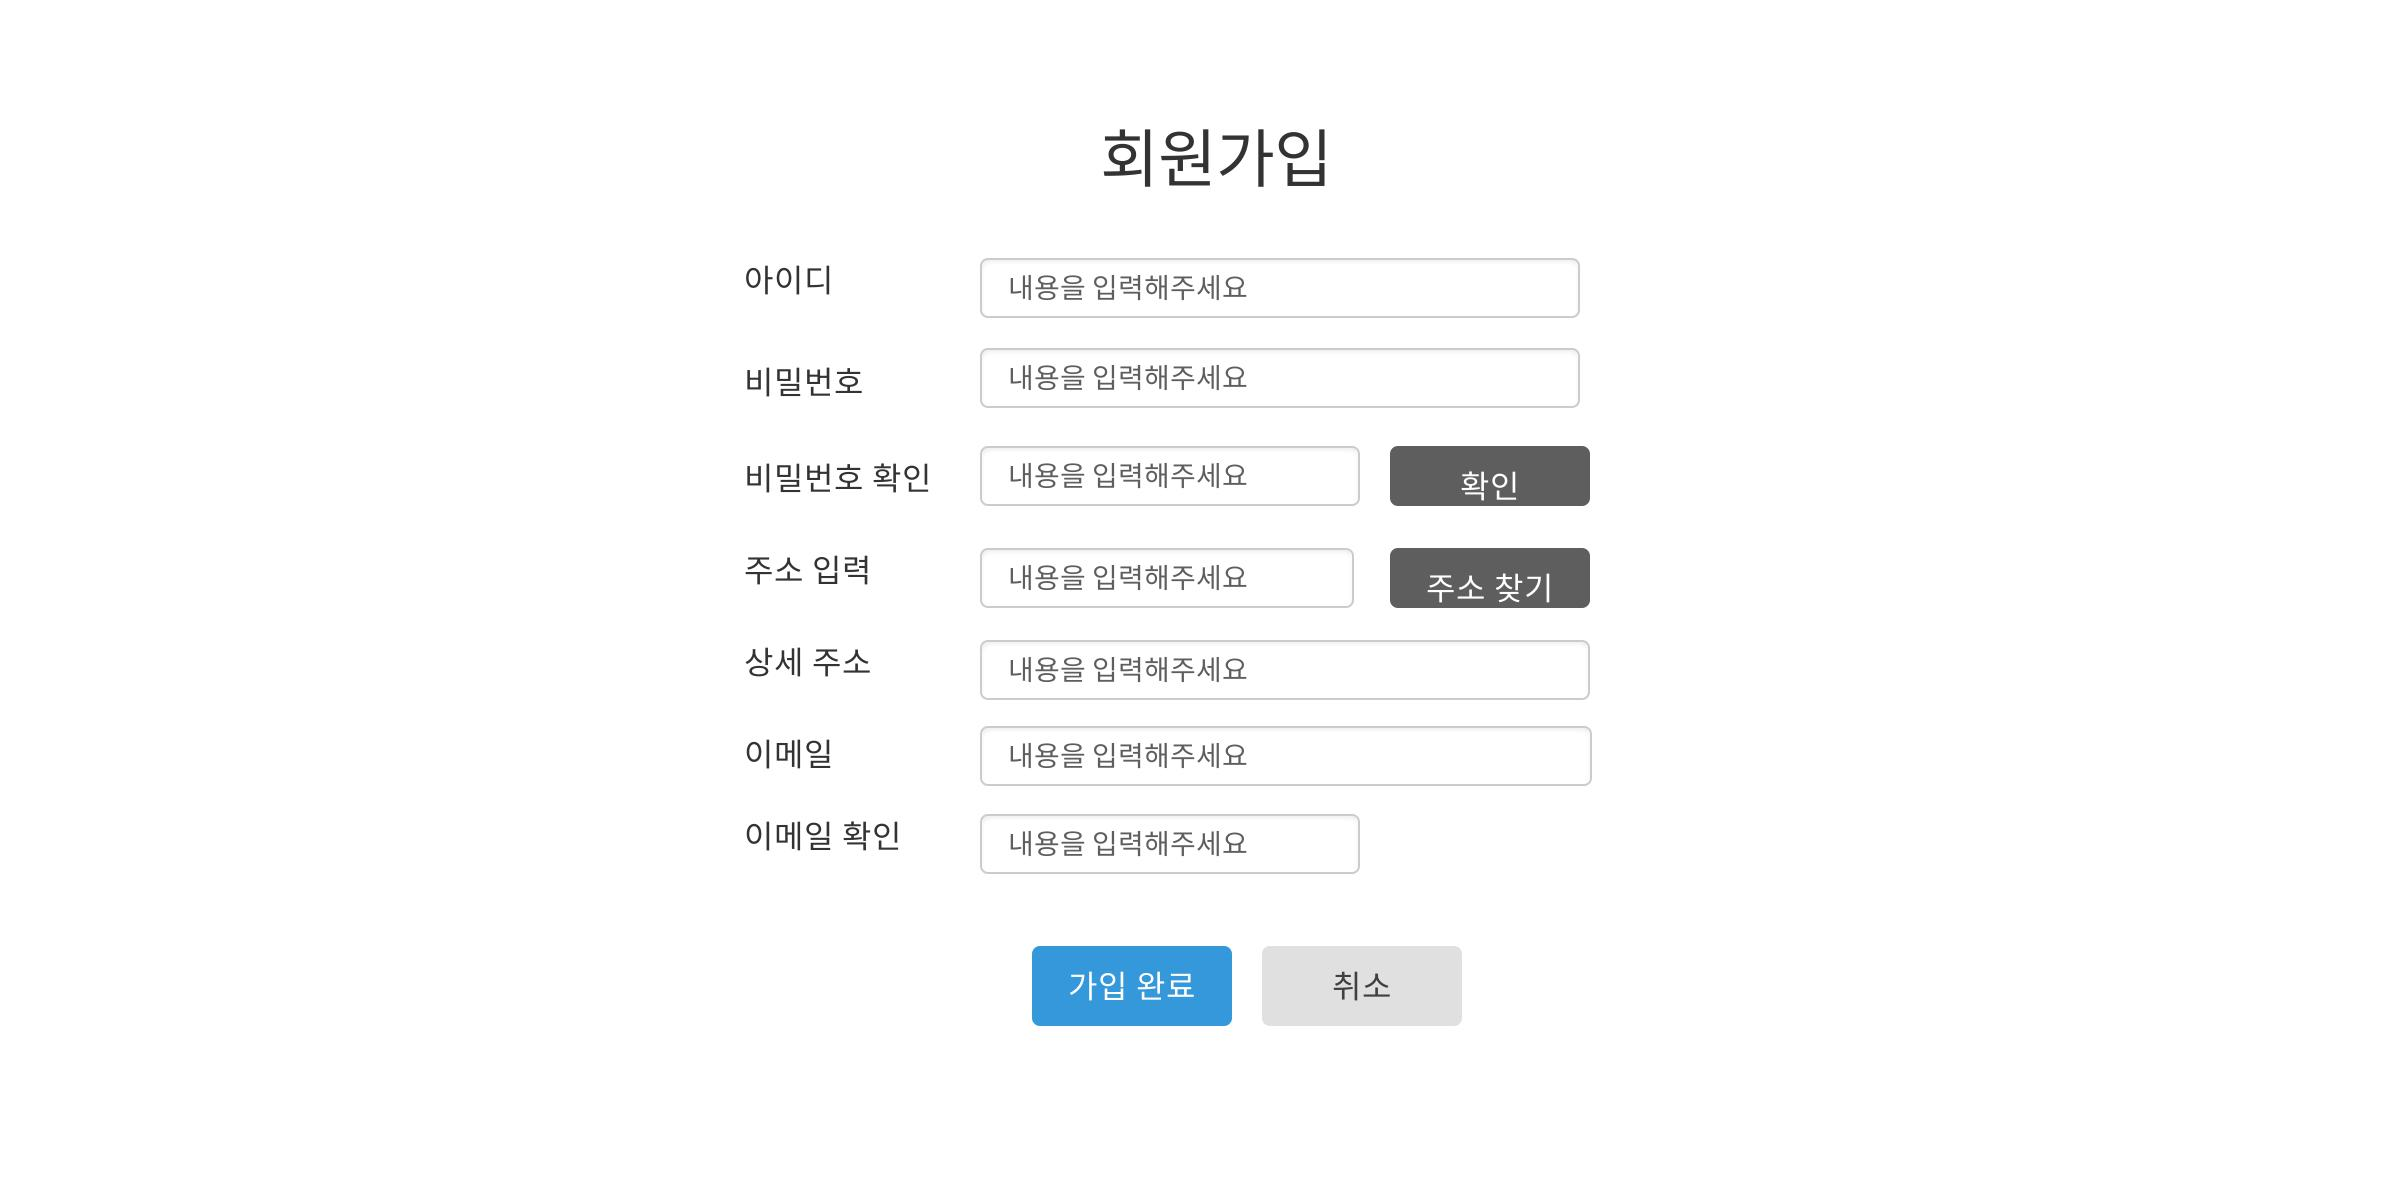 회원가입
아이디 내용을 입력해주세요
비밀번호 내용을 입력해주세요
비밀번호 확인 내용을 입력해주세요 확인
주소 입력 내용을 입력해주세요 주소 찾기
상세 주소 내용을 입력해주세요
이메일 내용을 입력해주세요
이메일 확인 내용을 입력해주세요
가입 완료 취소